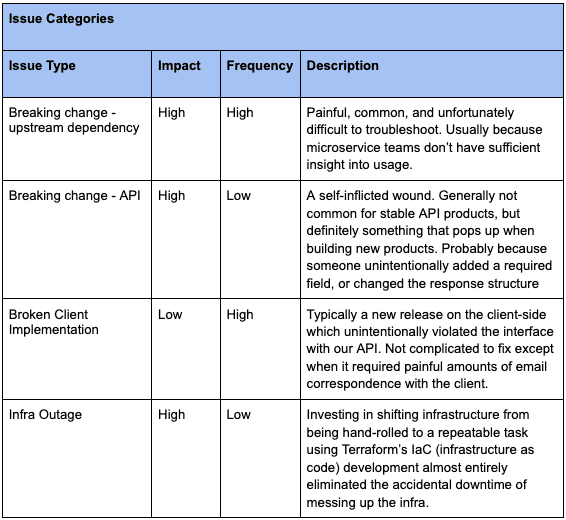 Issue Categories
Issue Type Impact Frequency Description
Breaking change -
upstream dependency
High
High
Painful, common, and unfortunately
difficult to troubleshoot. Usually because
microservice teams don’t have sufficient
insight into usage.
Breaking change - API
High
Low
A self-inflicted wound. Generally not
common for stable API products, but
definitely something that pops up when
building new products. Probably because
someone unintentionally added a required
field, or changed the response structure
Broken Client
Implementation
Low
High
Typically a new release on the client-side
which unintentionally violated the interface
with our API. Not complicated to fix except
when it required painful amounts of email
correspondence with the client.
Infra Outage
High
Low
Investing in shifting infrastructure from
being hand-rolled to a repeatable task
using Terraform’s IaC (infrastructure as
code) development almost entirely
eliminated the accidental downtime of
messing up the infra.